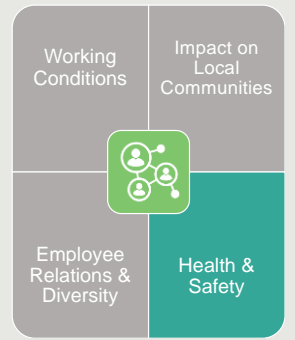 Working
Conditions
Impact on
Local
Communities
Employee
Relations &
Diversity
Health &
Safety